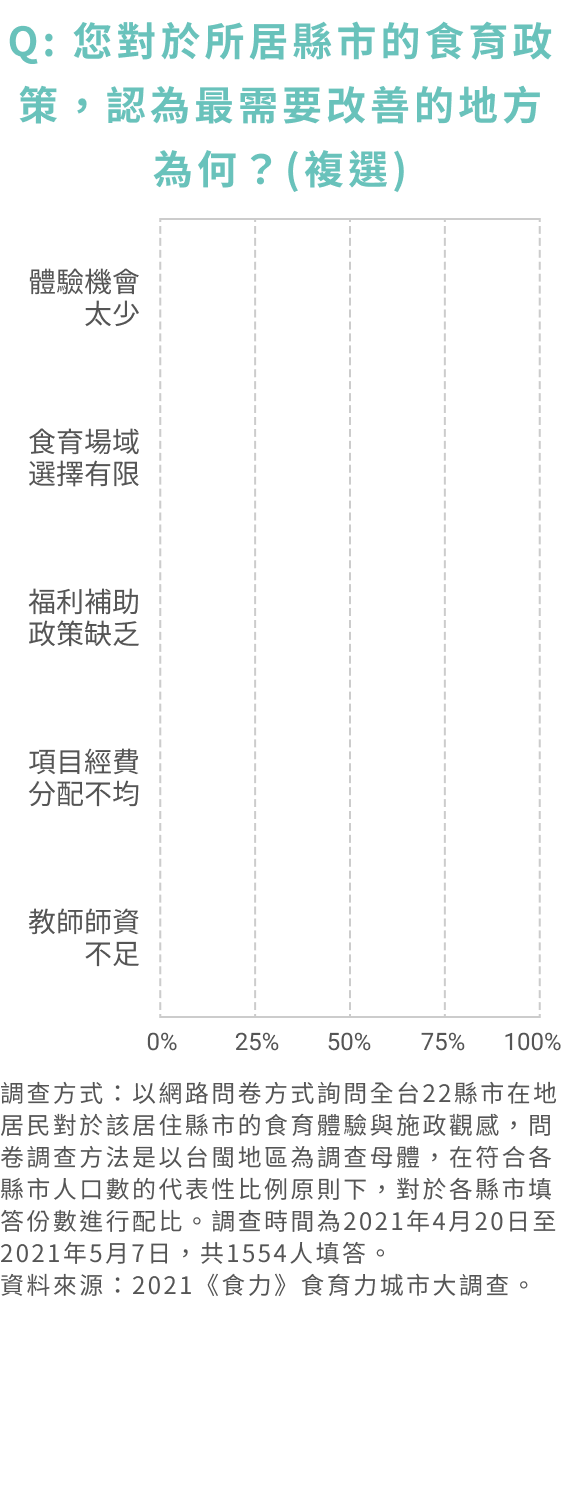 Q: 您對於所居縣市的食育政
策，認為最需要改善的地方
為何？(複選)
體驗機會
太少
食育場域
選擇有限
福利補助
政策缺乏
項目經費
分配不均
教師師資
不足
0% 25% 50% 75% 100%
調查方式：以網路問卷方式詢問全台22縣市在地
居民對於該居住縣市的食育體驗與施政觀感，問
卷調查方法是以台閩地區為調查母體，在符合各
縣市人口數的代表性比例原則下，對於各縣市填
答份數進行配比。調查時間為2021年4月20日至
2021年5月7日，共1554人填答。
資料來源：2021《食力》食育力城市大調查。